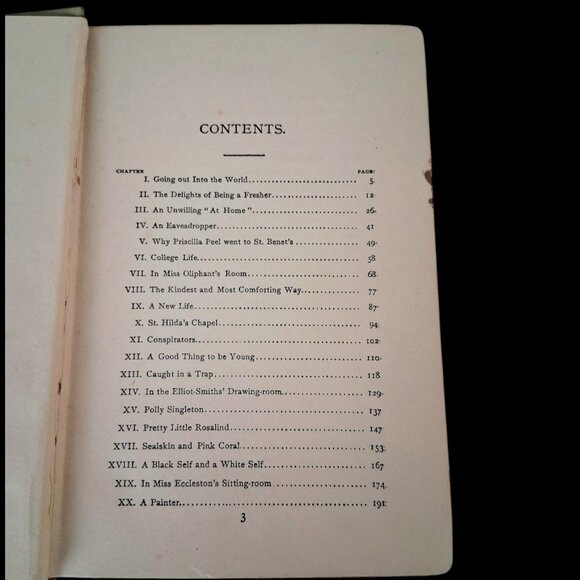 CONTENTS.
CHAPTER PAGE
I. Going out Into the World 5
II. The Delights of Being a Fresher 12
III. An Unwilling "At Home" 26
IV. An Eavesdropper 41
V. Why Priscilla Peel went to St. Benet's 49
VI. College Life 58
VII. In Miss Oliphant's Room 68
VIII. The Kindest and Most Comforting Way 77
IX. A New Life 87
X. St. Hilda's Chapel 94
XI. Conspirators 102
XII. A Good Thing to be Young 110
XIII. Caught in a Trap 118
XIV. In the Elliot-Smiths' Drawing-room 129
XV. Polly Singleton 137
XVI. Pretty Little Rosalind 147
XVII. Sealskin and Pink Coral 153
XVIII. A Black Self and a White Self 167
XIX. In Miss Eccleston's Sitting-room 174
XX. A Painter 191
3